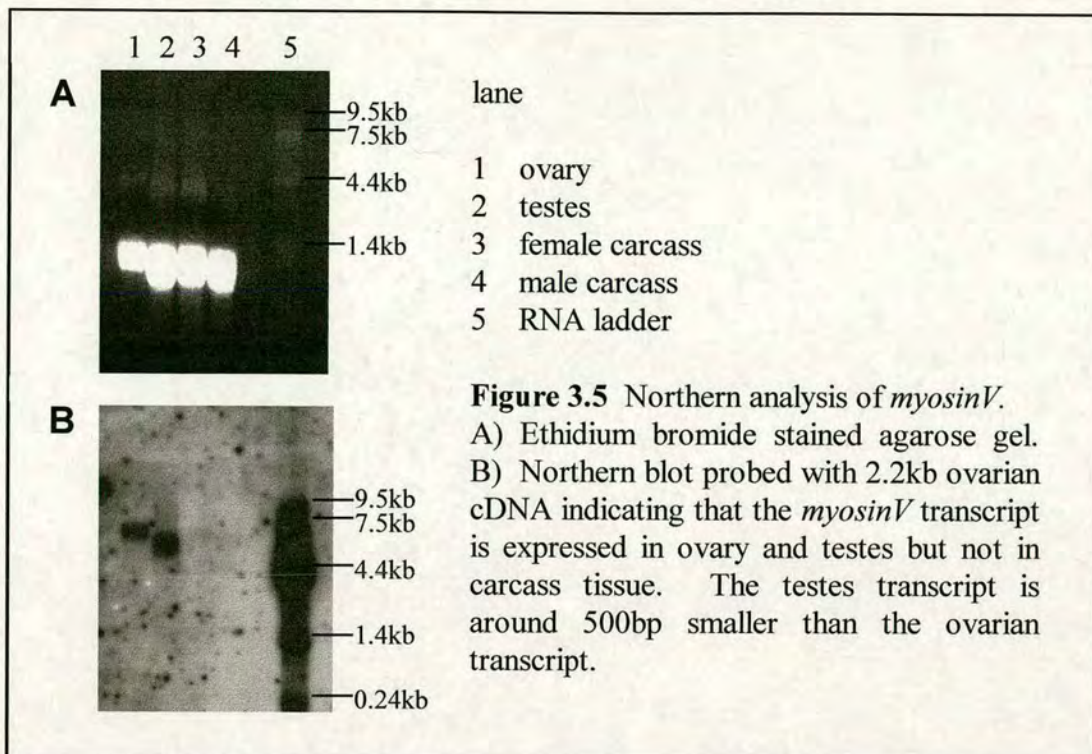 1 2 3 4 5
A
9.5kb
7.5kb
4.4kb
1.4kb
lane
1 ovary
2 testes
3 female carcass
4 male carcass
5 RNA ladder
B
9.5kb
7.5kb
4.4kb
1.4kb
0.24kb
Figure 3.5 Northern analysis of myosinV.
A) Ethidium bromide stained agarose gel.
B) Northern blot probed with 2.2kb ovarian
cDNA indicating that the myosinV transcript
is expressed in ovary and testes but not in
carcass tissue. The testes transcript is
around 500bp smaller than the ovarian
transcript.